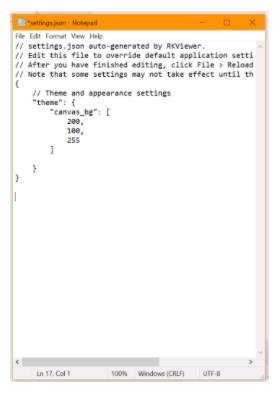 *settings.json - Notepad
File Edit Format View Help
// settings.json auto-generated by RKViewer.
// Edit this file to override default application setti
// After you have finished editing, click File > Reload
// Note that some settings may not take effect until th
{
    // Theme and appearance settings
    "theme": {
        "canvas_bg": [
            200,
            100,
            255
        ]

    }
}
Ln 17, Col 1 100% Windows (CRLF) UTF-8